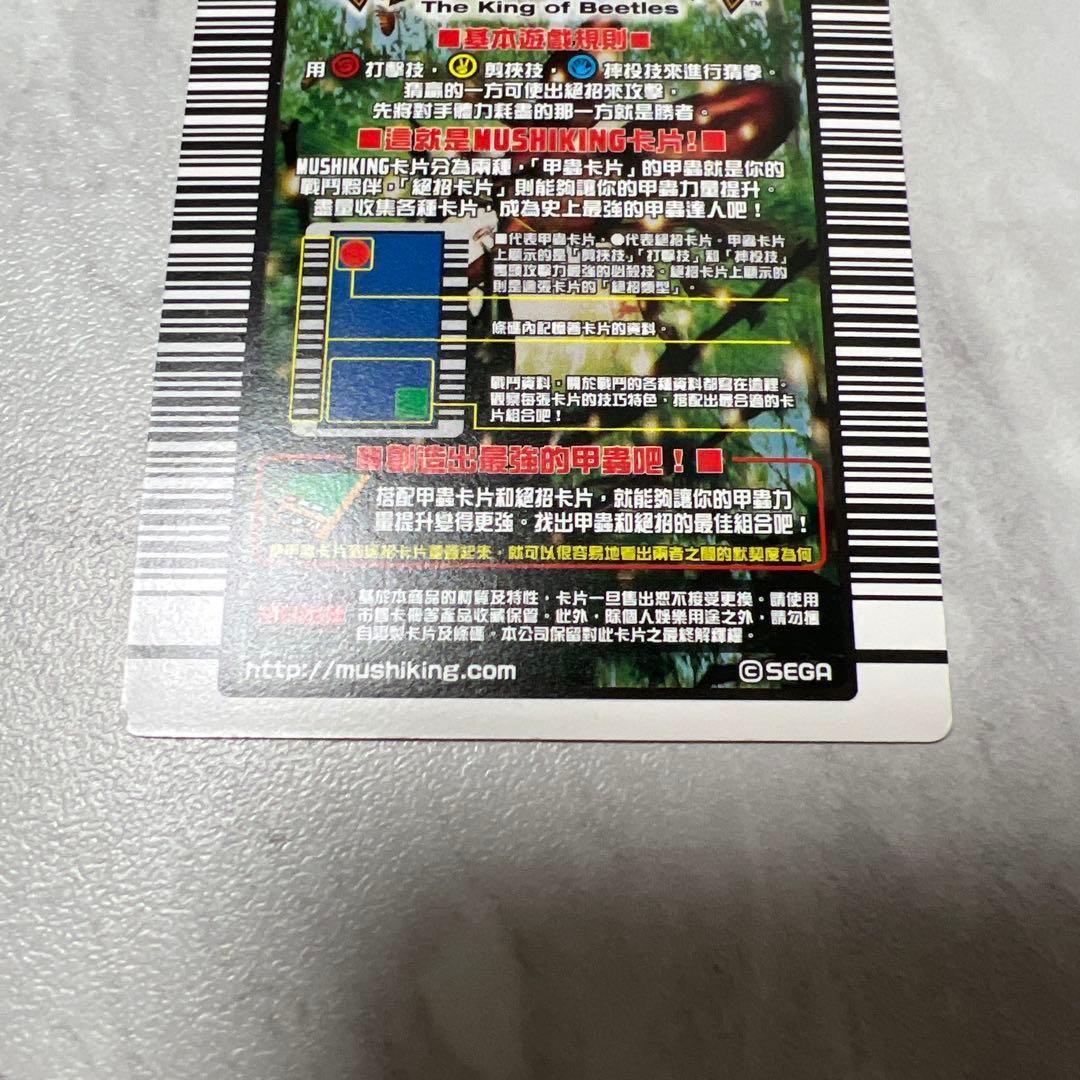 The King of Beetles
TM
■基本遊戲規則■
用 打擊技, 剪挾技, 摔投技來進行猜拳。
猜贏的一方可使出絕招來攻擊,
先將對手體力耗盡的那一方就是勝者。
■這就是MUSHIKING卡片!■
MUSHIKING卡片分為兩種,「甲蟲卡片」的甲蟲就是你的
戰鬥夥伴,「絕招卡片」則能夠讓你的甲蟲力量提升。
盡量收集各種卡片,成為史上最強的甲蟲達人吧!
■代表甲蟲卡片,●代表絕招卡片。甲蟲卡片
上顯示的是「剪挾技」「打擊技」和「摔投技」
裏頭攻擊力最強的必殺技。絕招卡片上顯示的
則是這張卡片的「絕招類型」。
條碼內記憶著卡片的資料。
戰鬥資料,關於戰鬥的各種資料都寫在這裡。
觀察每張卡片的技巧特色,搭配出最合適的卡
片組合吧!
創造出最強的甲蟲吧!■
搭配甲蟲卡片和絕招卡片,就能夠讓你的甲蟲力
量提升變得更強。找出甲蟲和絕招的最佳組合吧!
甲蟲卡片和絕招卡片重疊起來,就可以很容易地看出兩者之間的默契度為何
基於本商品的材質及特性,卡片一旦售出恕不接受更換。請使用
市售卡冊等產品收藏保管。此外,除個人娛樂用途之外,請勿擅
自複製卡片及條碼。本公司保留對此卡片之最終解釋權。
http://mushiking.com
©SEGA